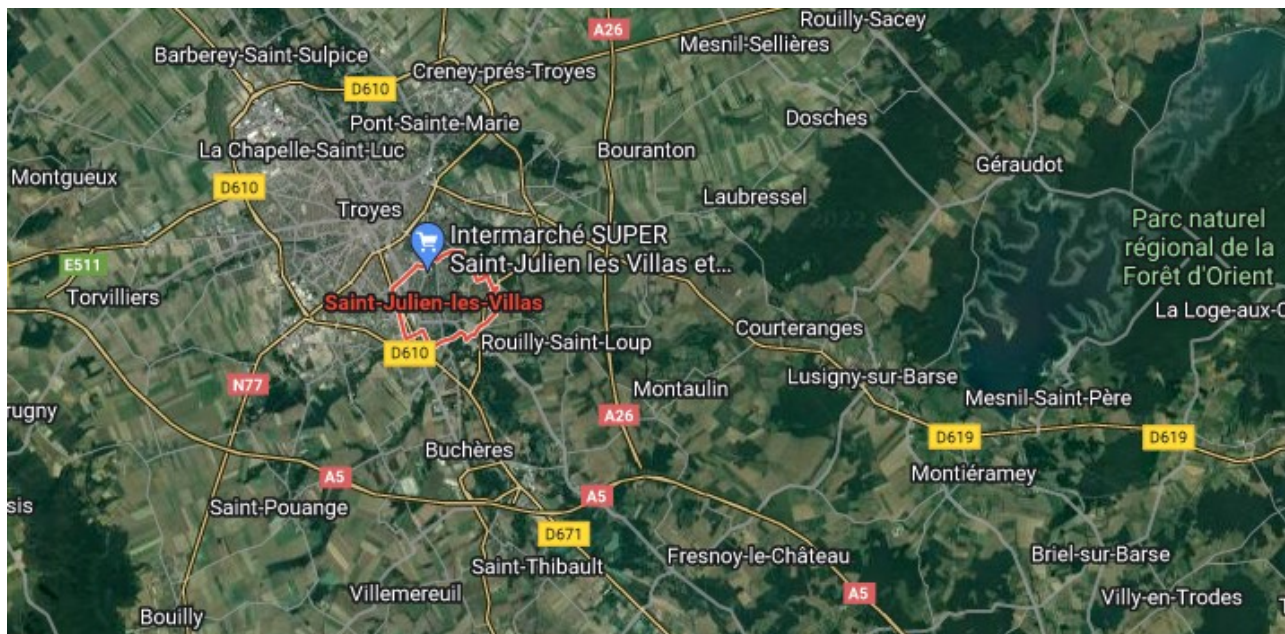 A26
Rouilly-Sacey
Mesnil-Sellières
Barberey-Saint-Sulpice
Creney-prés-Troyes
D610
Pont-Sainte-Marie
Dosches
La Chapelle-Saint-Luc
Bouranton
Géraudot
Montgueux
D610
Laubressel
Troyes
Parc naturel
régional de la
Forêt d'Orient
Intermarché SUPER
Saint-Julien les Villas et...
E511
Torvilliers
Saint-Julien-les-Villas
La Loge-aux-C
Courteranges
Rouilly-Saint-Loup
D610
N77
Lusigny-sur-Barse
Montaulin
Mesnil-Saint-Père
rugny
A26
D619
D619
Buchères
Montiéramey
A5
A5
sis
Saint-Pouange
D671
Saint-Thibault
Fresnoy-le-Château
Briel-sur-Barse
Villemereuil
A5
Villy-en-Trodes
Bouilly